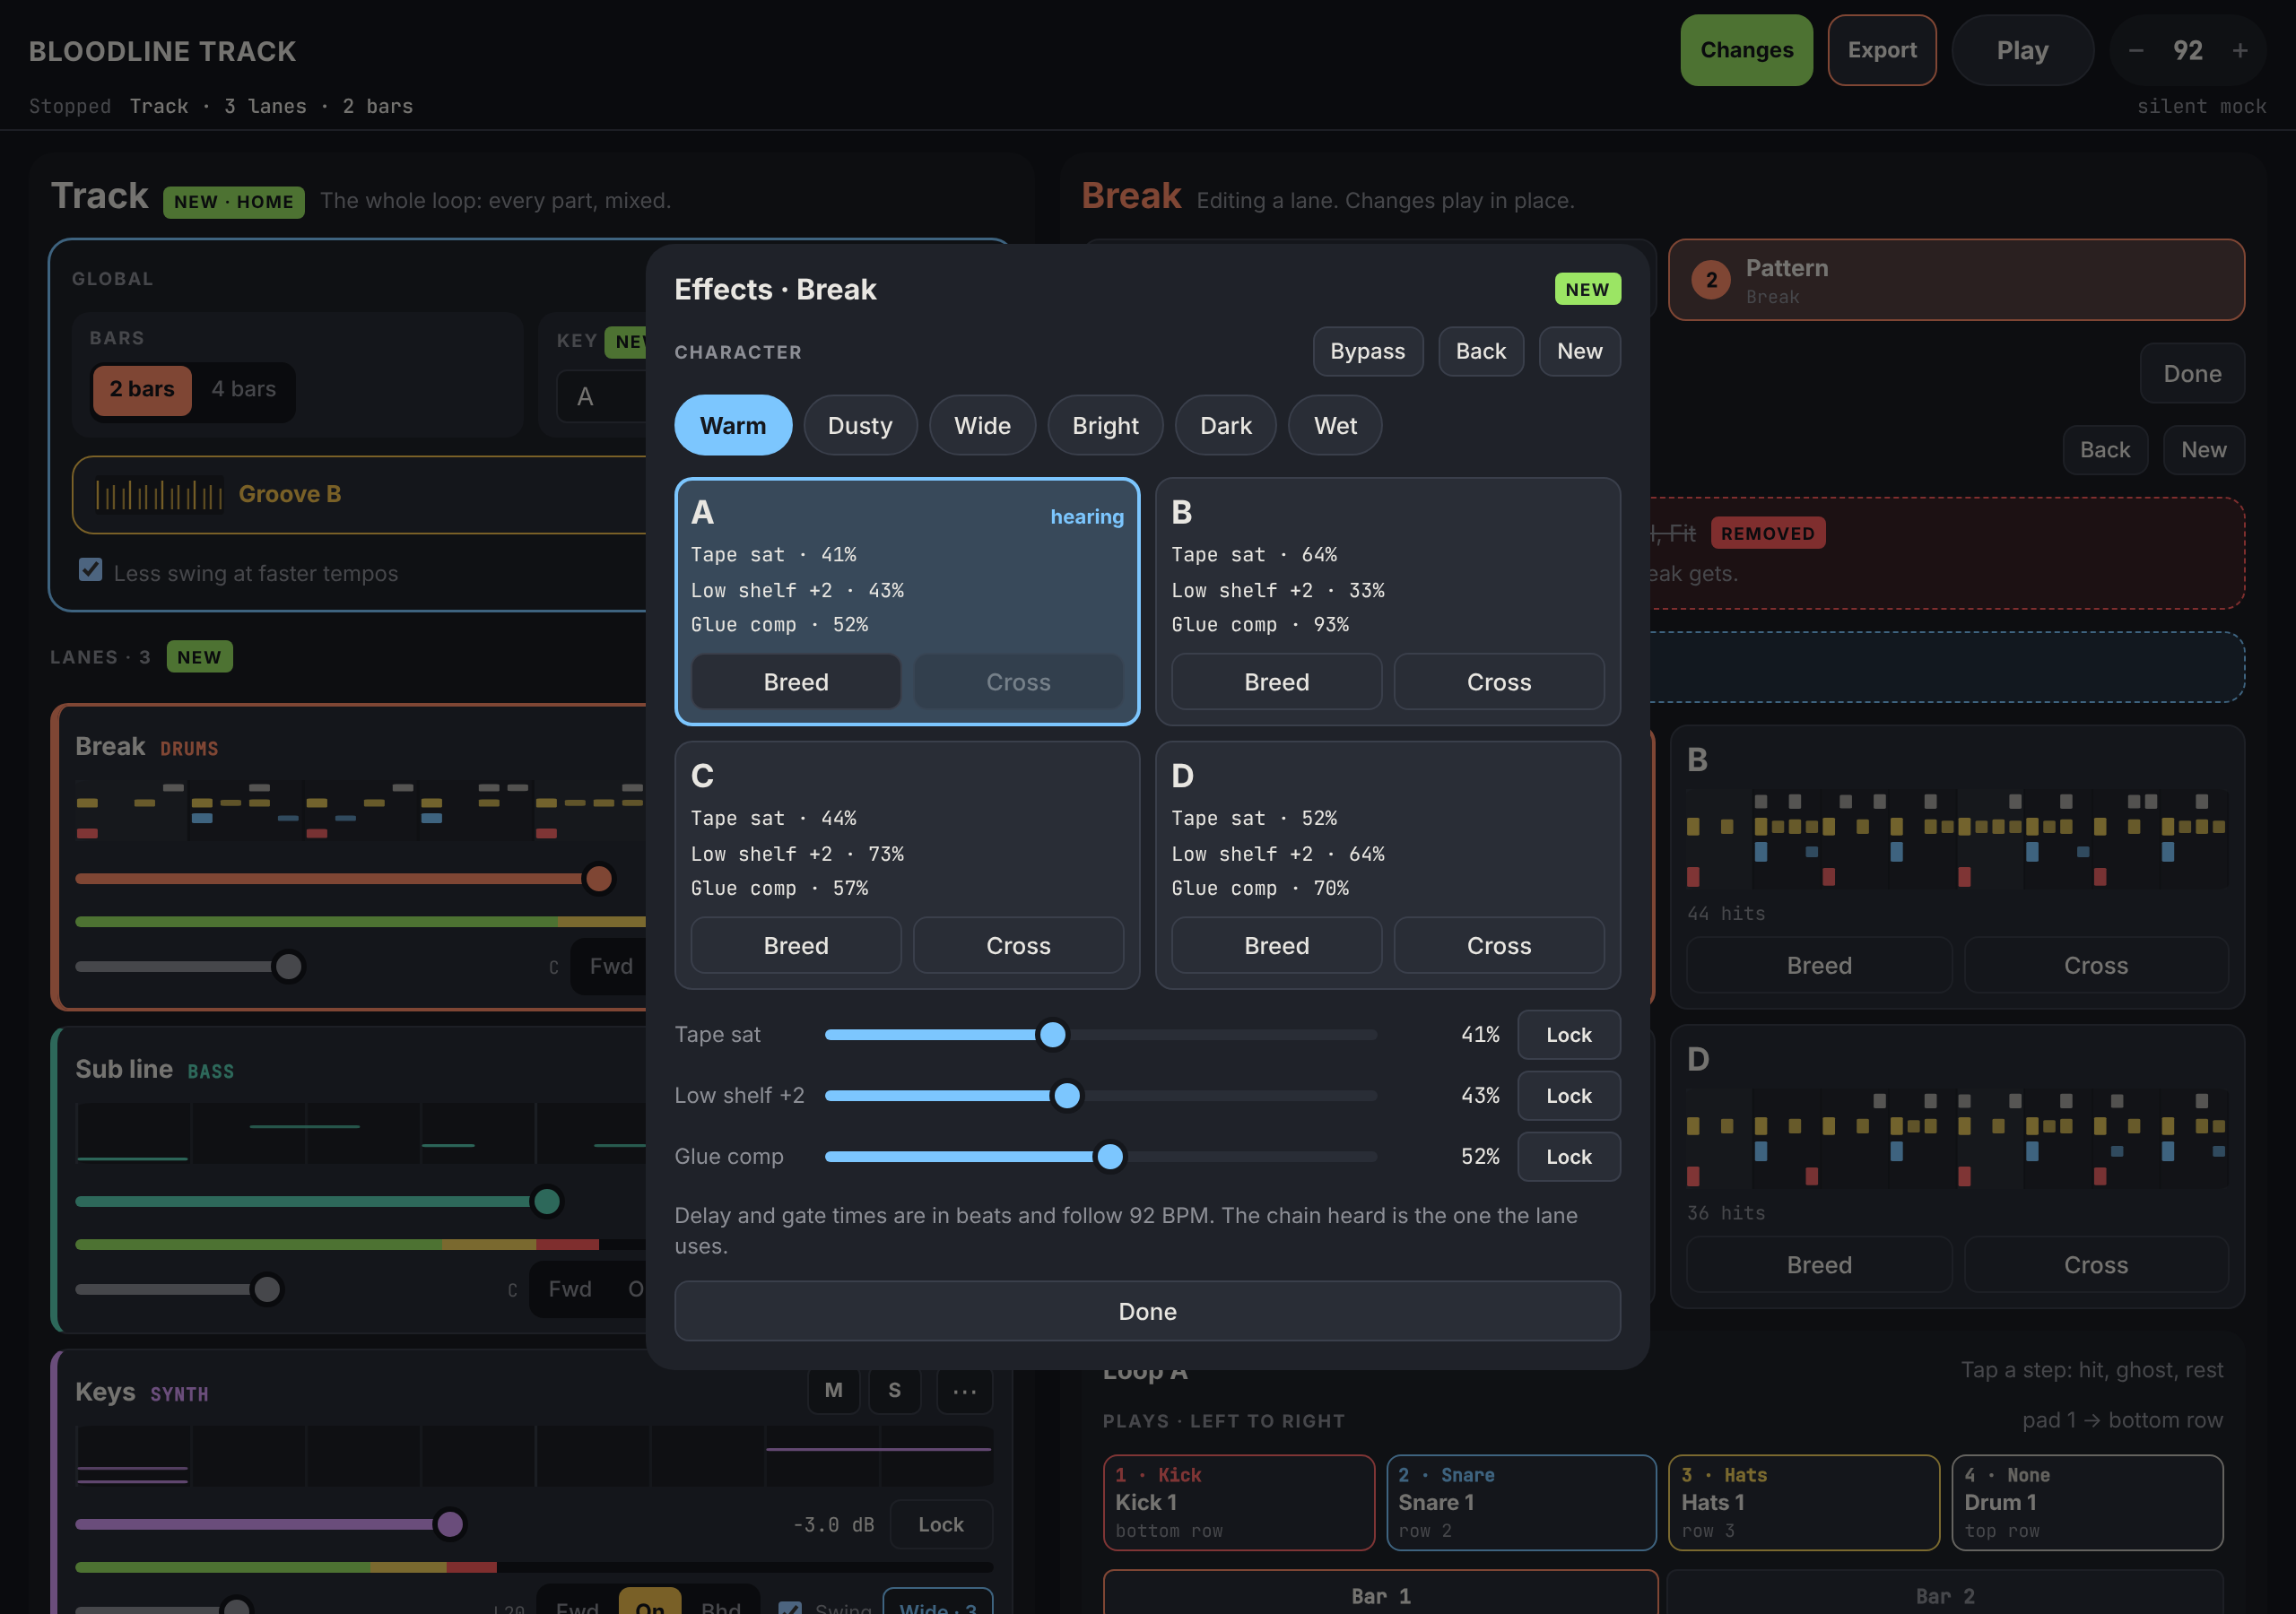 BLOODLINE TRACK
Changes
Export
Play
− 92 +
Stopped Track · 3 lanes · 2 bars
silent mock
Track NEW · HOME The whole loop: every part, mixed.
GLOBAL
BARS
2 bars 4 bars
KEY
A
Groove B
Less swing at faster tempos
LANES · 3 NEW
Break DRUMS
C Fwd
Sub line BASS
C Fwd
Keys SYNTH
M S ...
-3.0 dB Lock
Swing Wide · 3
Break Editing a lane. Changes play in place.
2 Pattern
Break
Done
Back New
Fit REMOVED
gets.
Effects · Break NEW
CHARACTER Bypass Back New
Warm Dusty Wide Bright Dark Wet
A hearing
Tape sat · 41%
Low shelf +2 · 43%
Glue comp · 52%
Breed Cross
B
Tape sat · 64%
Low shelf +2 · 33%
Glue comp · 93%
Breed Cross
C
Tape sat · 44%
Low shelf +2 · 73%
Glue comp · 57%
Breed Cross
D
Tape sat · 52%
Low shelf +2 · 64%
Glue comp · 70%
Breed Cross
Tape sat 41% Lock
Low shelf +2 43% Lock
Glue comp 52% Lock
Delay and gate times are in beats and follow 92 BPM. The chain heard is the one the lane
uses.
Done
B
44 hits
Breed Cross
D
36 hits
Breed Cross
Loop A
Tap a step: hit, ghost, rest
PLAYS · LEFT TO RIGHT pad 1 → bottom row
1 · Kick
Kick 1
bottom row
2 · Snare
Snare 1
row 2
3 · Hats
Hats 1
row 3
4 · None
Drum 1
top row
Bar 1 Bar 2